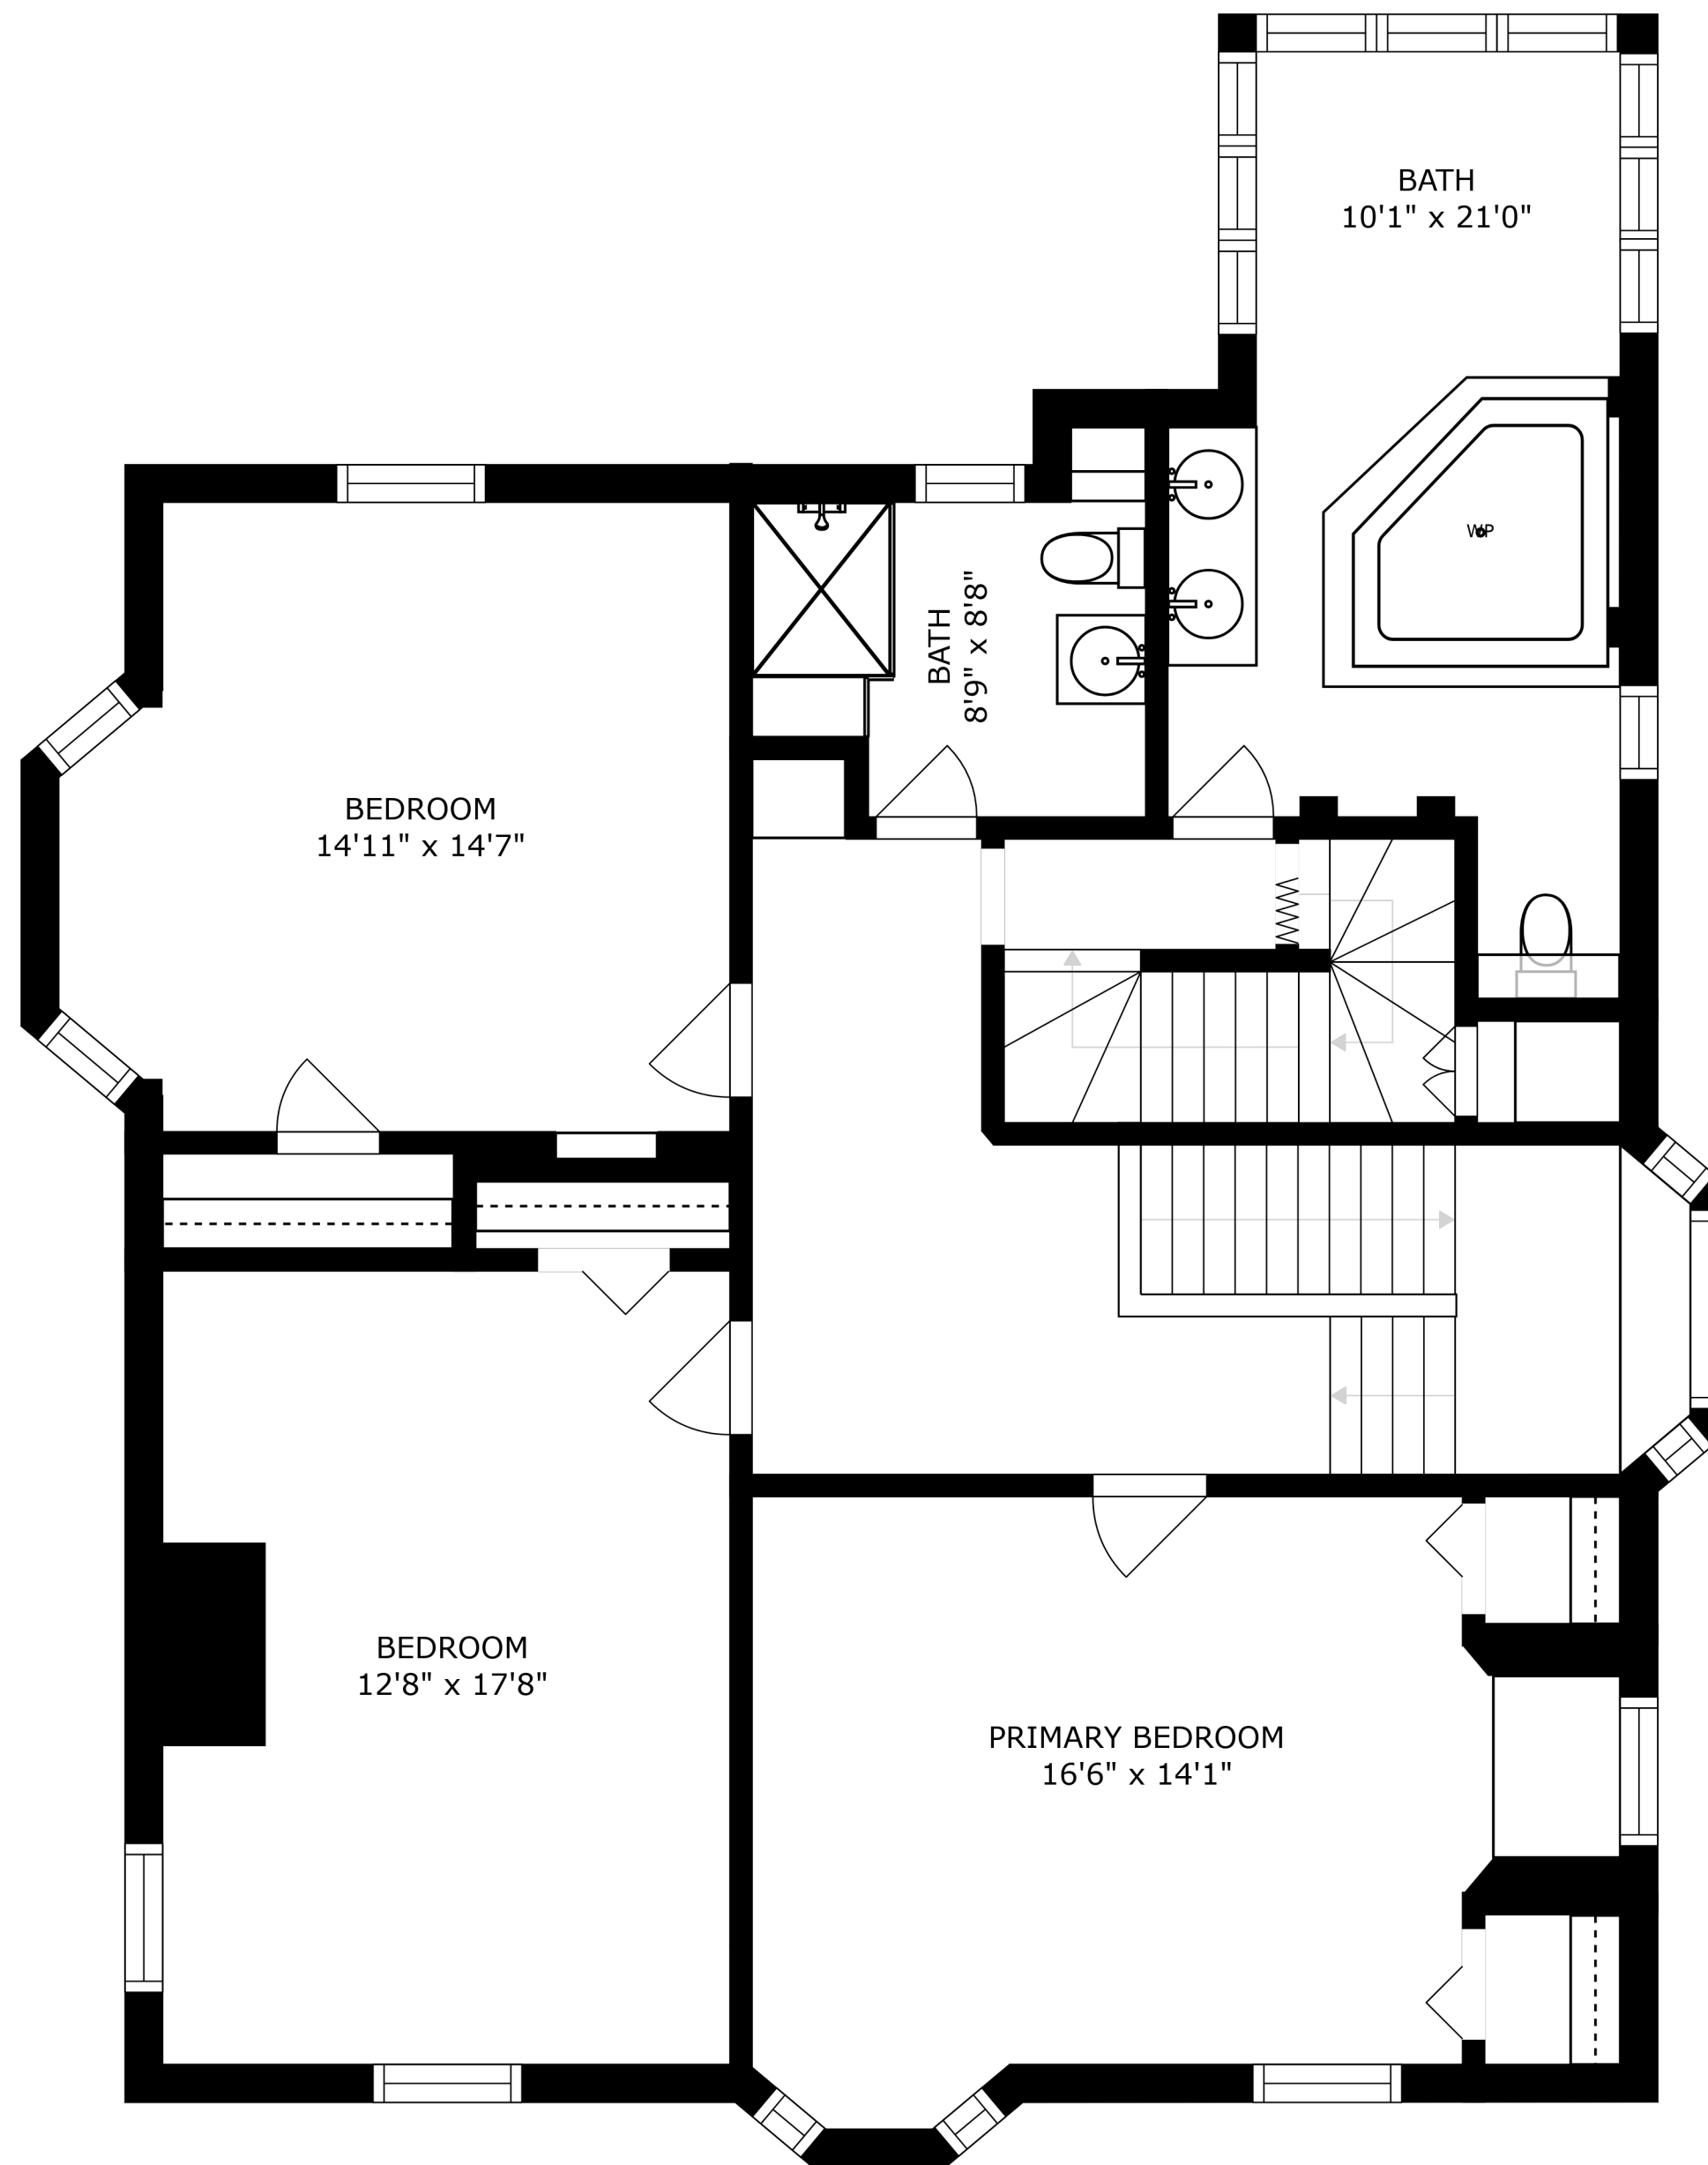 BATH
10'1" x 21'0"
WP
BATH
8'9" x 8'8"
BEDROOM
14'11" x 14'7"
BEDROOM
12'8" x 17'8"
PRIMARY BEDROOM
16'6" x 14'1"